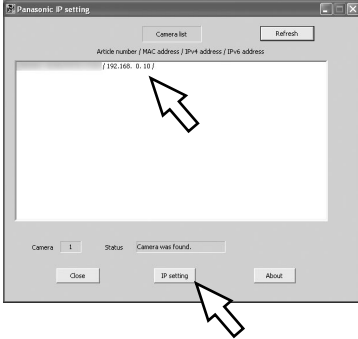 Panasonic IP setting
Camera list
Refresh
Article number / MAC address / IPv4 address / IPv6 address
/ 192.168. 0. 10 /
Camera 1 Status Camera was found.
Close IP setting About